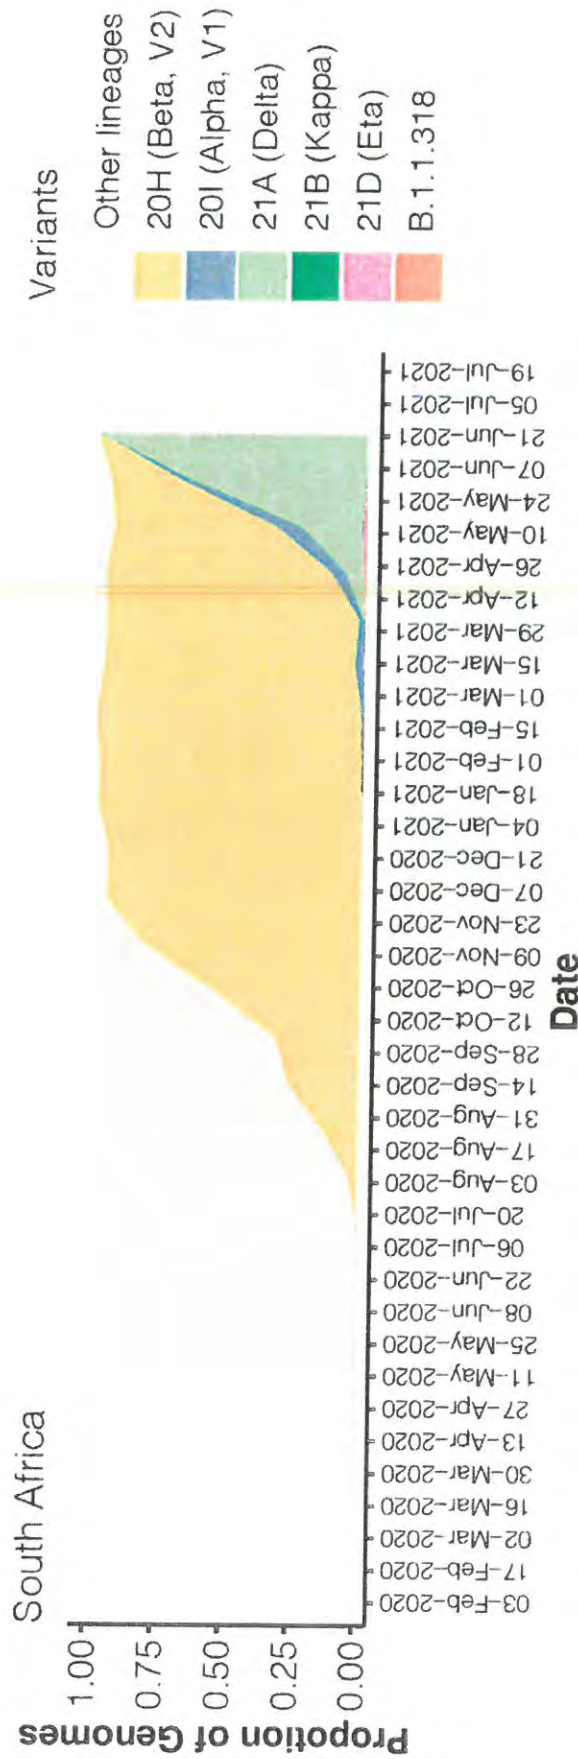 South Africa
Propotion of Genomes
1.00
0.75
0.50
0.25
0.00
03-Feb-2020
17-Feb-2020
02-Mar-2020
16-Mar-2020
30-Mar-2020
13-Apr-2020
27-Apr-2020
11-May-2020
25-May-2020
08-Jun-2020
22-Jun-2020
06-Jul-2020
20-Jul-2020
03-Aug-2020
17-Aug-2020
31-Aug-2020
14-Sep-2020
28-Sep-2020
12-Oct-2020
26-Oct-2020
09-Nov-2020
23-Nov-2020
07-Dec-2020
21-Dec-2020
04-Jan-2021
18-Jan-2021
01-Feb-2021
15-Feb-2021
01-Mar-2021
15-Mar-2021
29-Mar-2021
12-Apr-2021
26-Apr-2021
10-May-2021
24-May-2021
07-Jun-2021
21-Jun-2021
05-Jul-2021
19-Jul-2021
Date
Variants
Other lineages
20H (Beta, V2)
20I (Alpha, V1)
21A (Delta)
21B (Kappa)
21D (Eta)
B.1.1.318